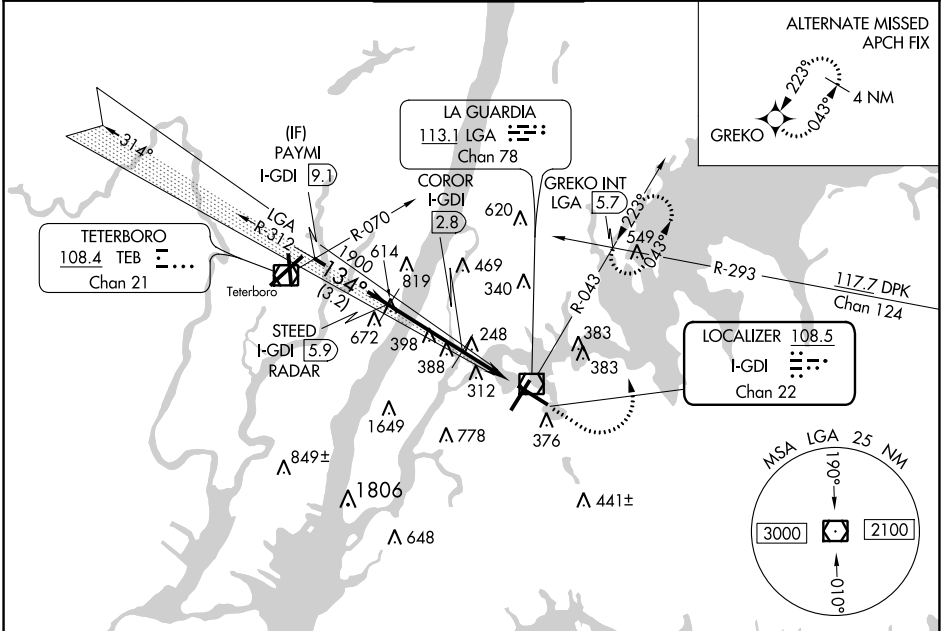 ALTERNATE MISSED
APCH FIX
223°
043°
4 NM
GREKO
LA GUARDIA
113.1 LGA
Chan 78
(IF)
PAYMI
I-GDI 9.1
314°
LGA
R-312
R-070
COROR
I-GDI
2.8
GREKO INT
LGA 5.7
620
223°
043°
549
TETERBORO
108.4 TEB
Chan 21
Teterboro
1900
134°
(3.2)
614
819
469
340
R-043
R-293
117.7 DPK
Chan 124
STEED
I-GDI 5.9
RADAR
672
398
388
248
312
383
383
LOCALIZER 108.5
I-GDI
Chan 22
376
1649
778
849±
1806
648
441±
MSA LGA 25 NM
190°
3000
2100
010°